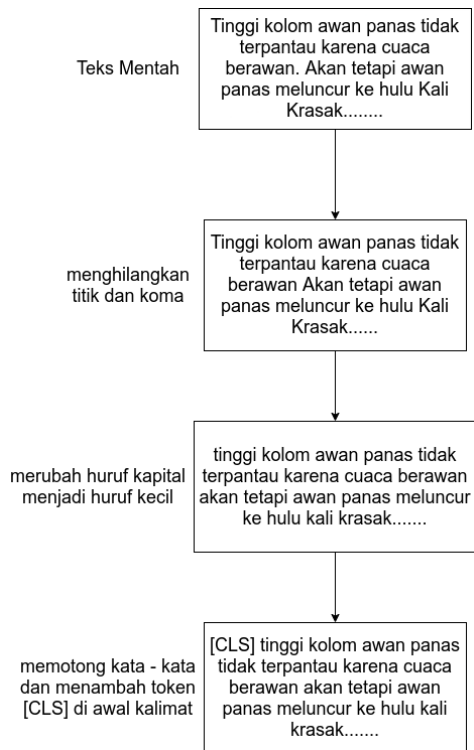 Teks Mentah
Tinggi kolom awan panas tidak
terpantau karena cuaca
berawan. Akan tetapi awan
panas meluncur ke hulu Kali
Krasak........
menghilangkan
titik dan koma
Tinggi kolom awan panas tidak
terpantau karena cuaca
berawan Akan tetapi awan
panas meluncur ke hulu Kali
Krasak......
merubah huruf kapital
menjadi huruf kecil
tinggi kolom awan panas tidak
terpantau karena cuaca berawan
akan tetapi awan panas meluncur
ke hulu kali krasak.......
memotong kata - kata
dan menambah token
[CLS] di awal kalimat
[CLS] tinggi kolom awan panas
tidak terpantau karena cuaca
berawan akan tetapi awan
panas meluncur ke hulu kali
krasak.......